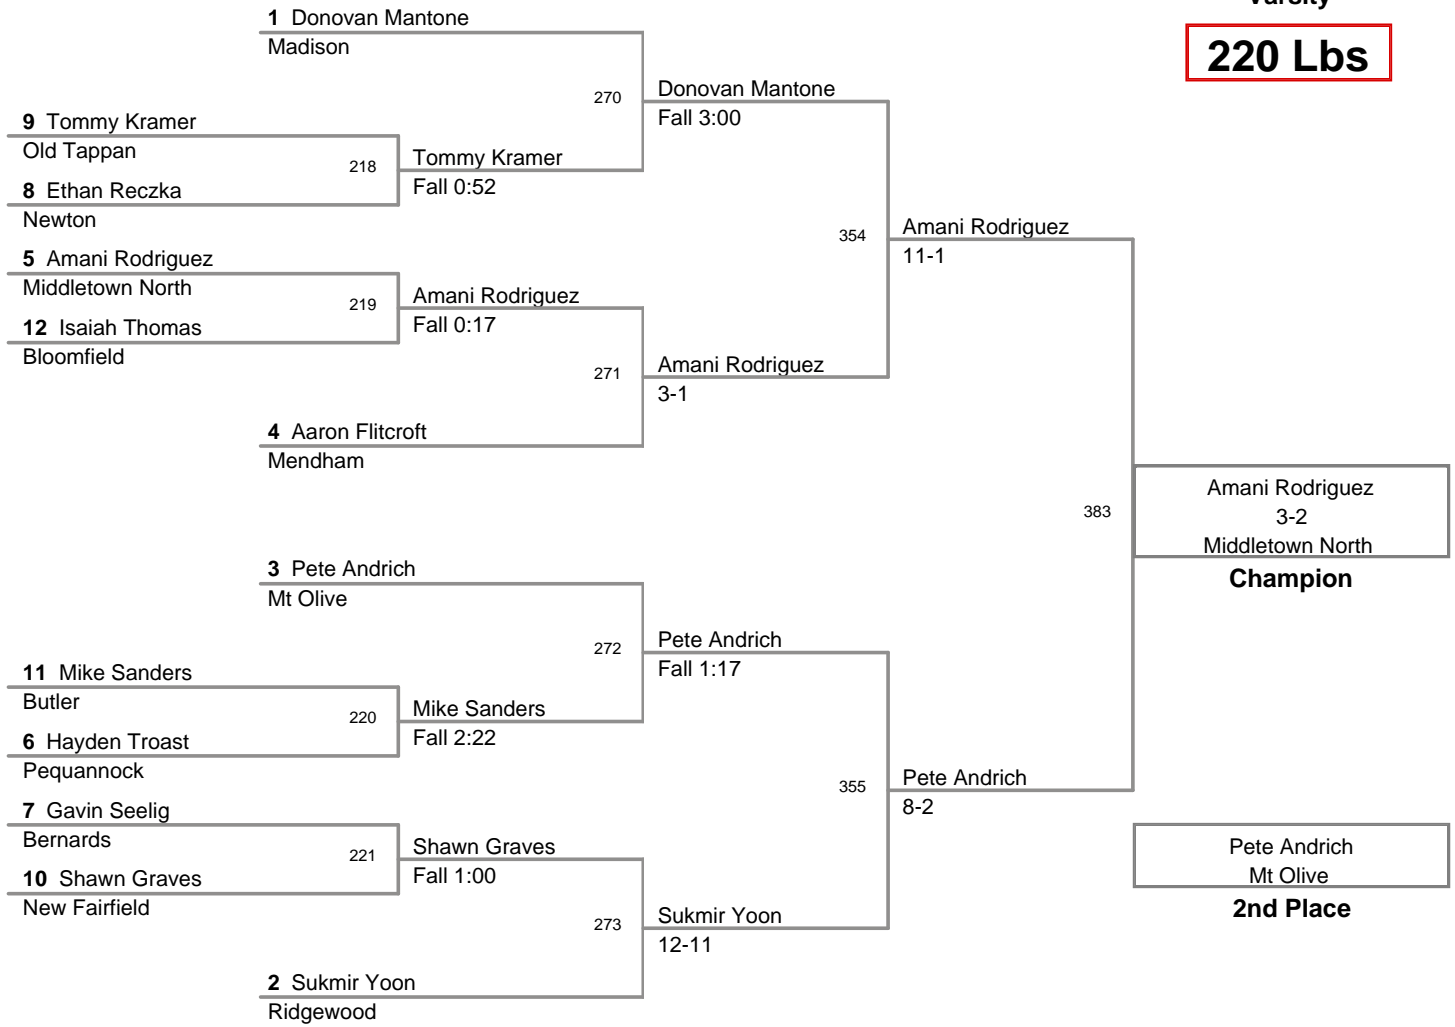 Varsity
220 Lbs
1 Donovan Mantone
Madison
270
Donovan Mantone
Fall 3:00
9 Tommy Kramer
Old Tappan
218
Tommy Kramer
Fall 0:52
8 Ethan Reczka
Newton
354
Amani Rodriguez
11-1
5 Amani Rodriguez
Middletown North
219
Amani Rodriguez
Fall 0:17
12 Isaiah Thomas
Bloomfield
271
Amani Rodriguez
3-1
4 Aaron Flitcroft
Mendham
383
Amani Rodriguez
3-2
Middletown North
Champion
3 Pete Andrich
Mt Olive
272
Pete Andrich
Fall 1:17
11 Mike Sanders
Butler
220
Mike Sanders
Fall 2:22
6 Hayden Troast
Pequannock
355
Pete Andrich
8-2
7 Gavin Seelig
Bernards
221
Shawn Graves
Fall 1:00
10 Shawn Graves
New Fairfield
Pete Andrich
Mt Olive
2nd Place
273
Sukmir Yoon
12-11
2 Sukmir Yoon
Ridgewood